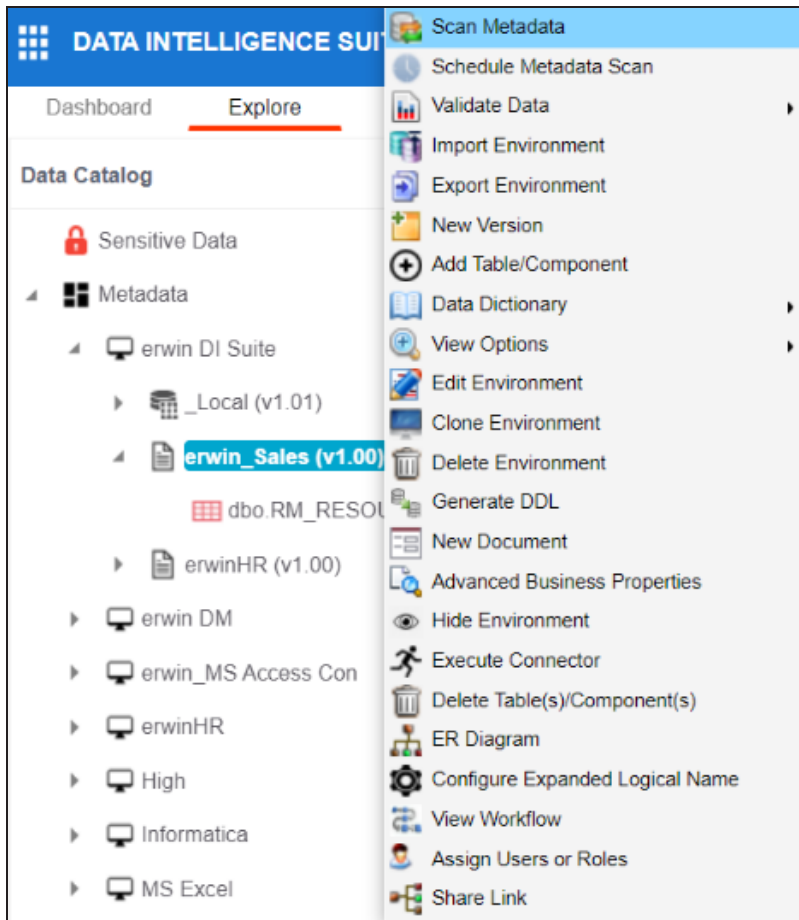 DATA INTELLIGENCE SUI
Dashboard Explore
Data Catalog
Sensitive Data
Metadata
erwin DI Suite
_Local (v1.01)
erwin_Sales (v1.00)
dbo.RM_RESOU
erwinHR (v1.00)
erwin DM
erwin_MS Access Con
erwinHR
High
Informatica
MS Excel
Scan Metadata
Schedule Metadata Scan
Validate Data
Import Environment
Export Environment
New Version
Add Table/Component
Data Dictionary
View Options
Edit Environment
Clone Environment
Delete Environment
Generate DDL
New Document
Advanced Business Properties
Hide Environment
Execute Connector
Delete Table(s)/Component(s)
ER Diagram
Configure Expanded Logical Name
View Workflow
Assign Users or Roles
Share Link